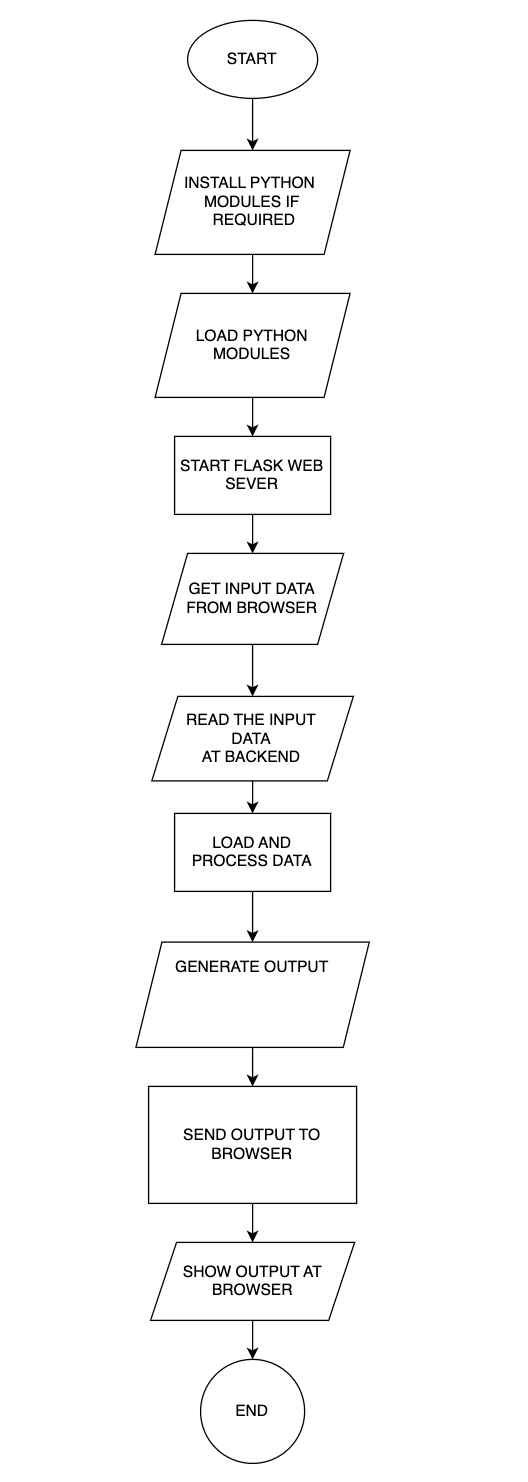 START
INSTALL PYTHON
MODULES IF
REQUIRED
LOAD PYTHON
MODULES
START FLASK WEB
SEVER
GET INPUT DATA
FROM BROWSER
READ THE INPUT
DATA
AT BACKEND
LOAD AND
PROCESS DATA
GENERATE OUTPUT
SEND OUTPUT TO
BROWSER
SHOW OUTPUT AT
BROWSER
END